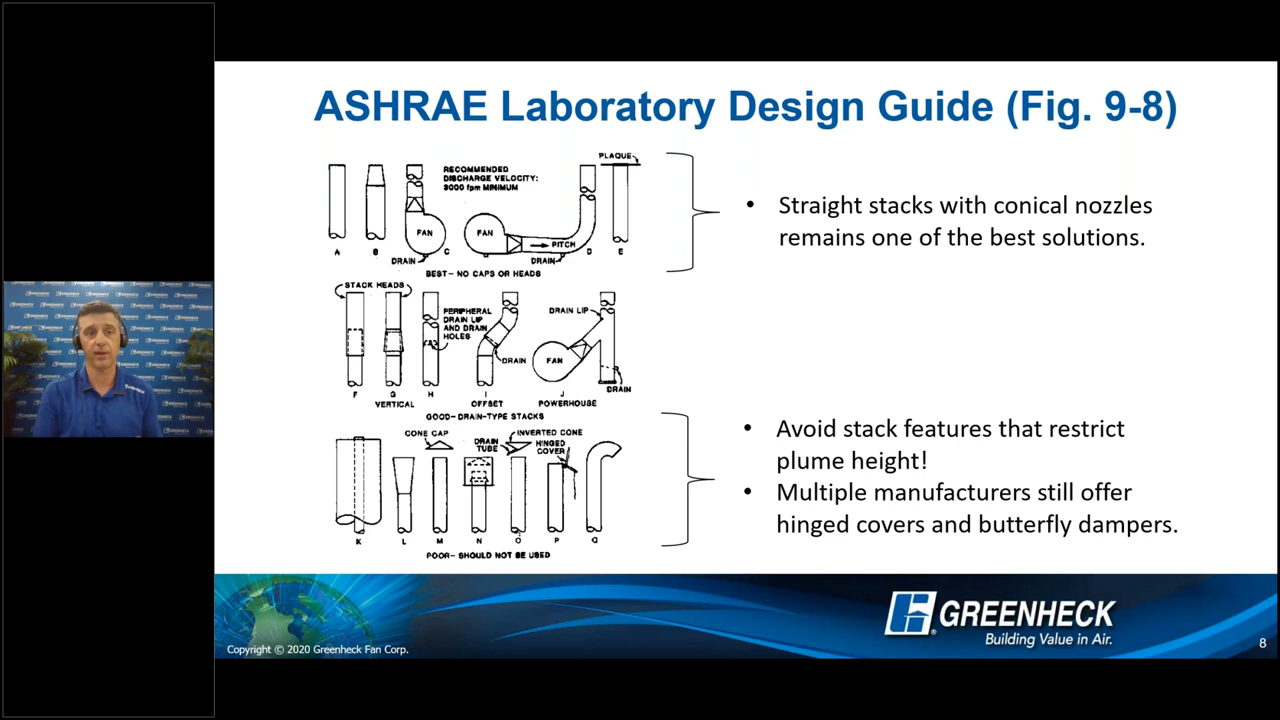 ASHRAE Laboratory Design Guide (Fig. 9-8)
PLAQUE
RECOMMENDED
DISCHARGE VELOCITY:
3000 fpm MINIMUM
FAN
FAN
PITCH
A
B
C
D
E
DRAIN
DRAIN
BEST- NO CAPS OR HEADS
• Straight stacks with conical nozzles
remains one of the best solutions.
STACK HEADS
PERIPHERAL
DRAIN LIP
AND DRAIN
HOLES
DRAIN LIP
DRAIN
FAN
DRAIN
F
G
H
I
J
VERTICAL
OFFSET
POWERHOUSE
GOOD-DRAIN-TYPE STACKS
CONE CAP
DRAIN
TUBE
INVERTED CONE
HINGED
COVER
K
L
M
N
O
P
Q
POOR- SHOULD NOT BE USED
• Avoid stack features that restrict
plume height!
• Multiple manufacturers still offer
hinged covers and butterfly dampers.
GREENHECK
Building Value in Air.
Copyright © 2020 Greenheck Fan Corp.
8